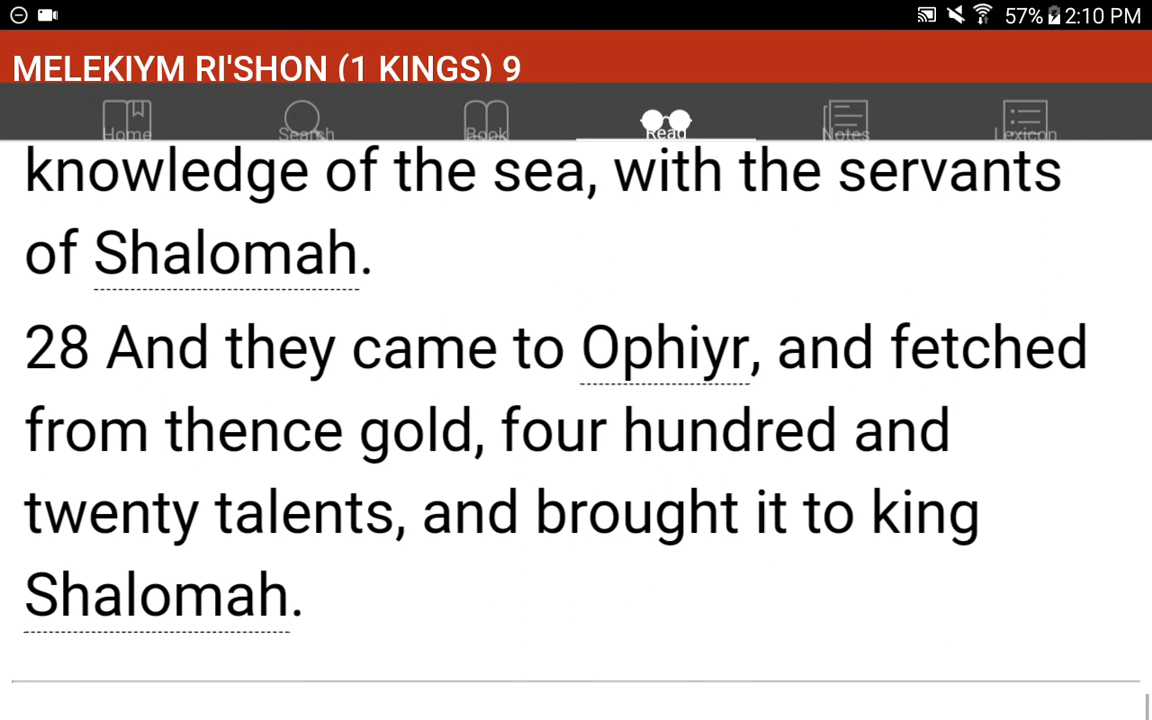 57% 2:10 PM
MELEKIYM RI'SHON (1 KINGS) 9
Home Search Book Read Notes Lexicon
knowledge of the sea, with the servants
of Shalomah.
28 And they came to Ophiyr, and fetched
from thence gold, four hundred and
twenty talents, and brought it to king
Shalomah.